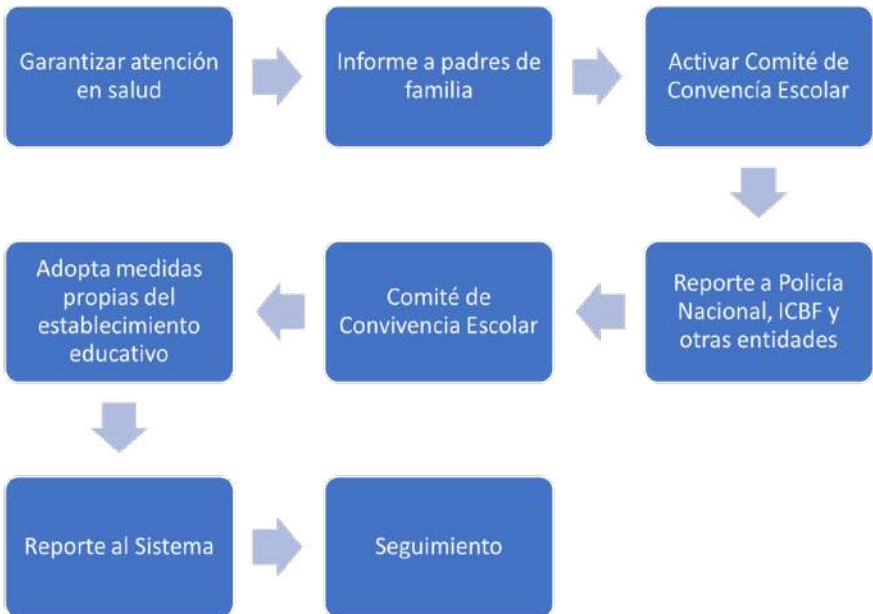 Garantizar atención
en salud
Informe a padres de
familia
Activar Comité de
Convencía Escolar
Reporte a Policía
Nacional, ICBF y
otras entidades
Comité de
Convivencia Escolar
Adopta medidas
propias del
establecimiento
educativo
Reporte al Sistema
Seguimiento